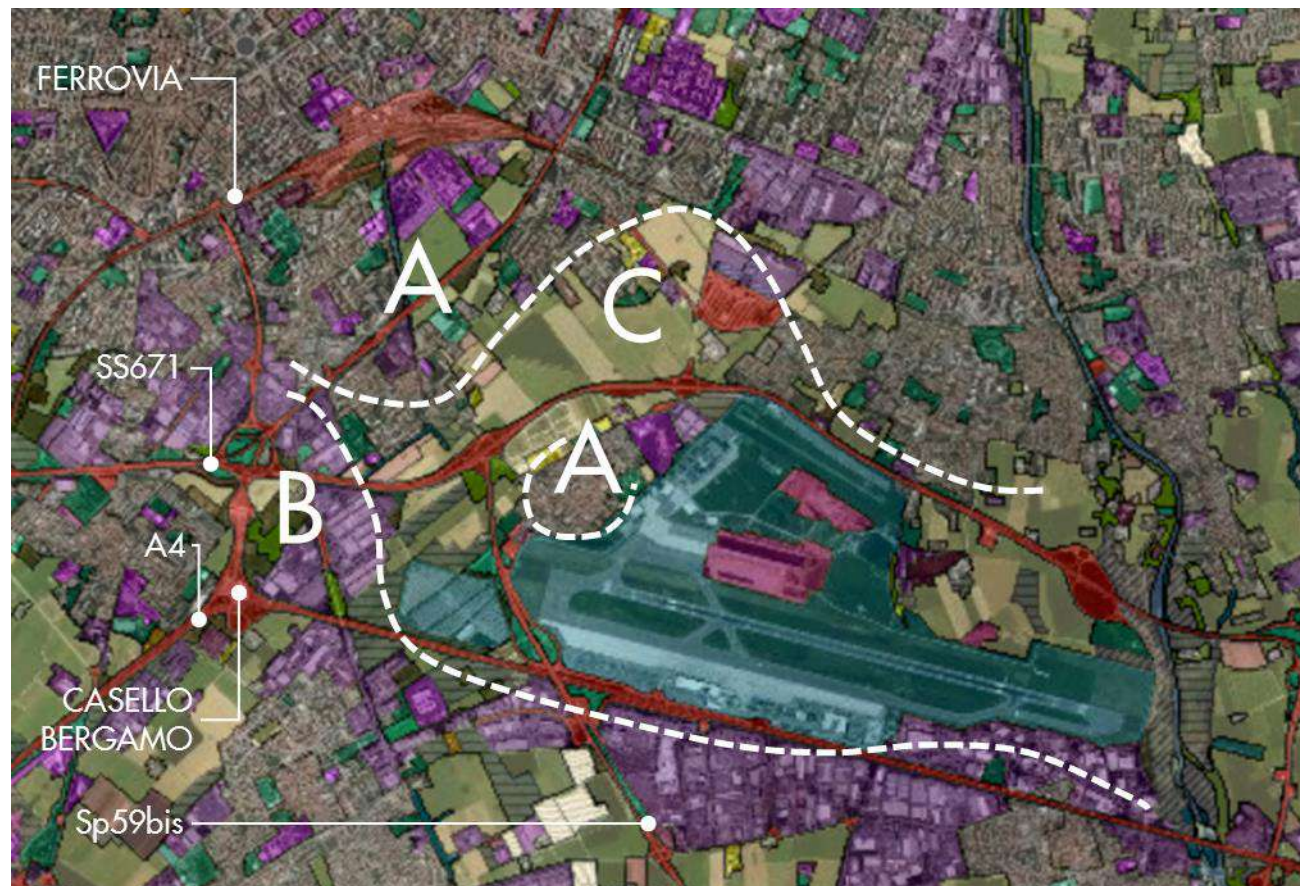 FERROVIA
A
C
SS671
A
B
A4
CASELLO
BERGAMO
Sp59bis